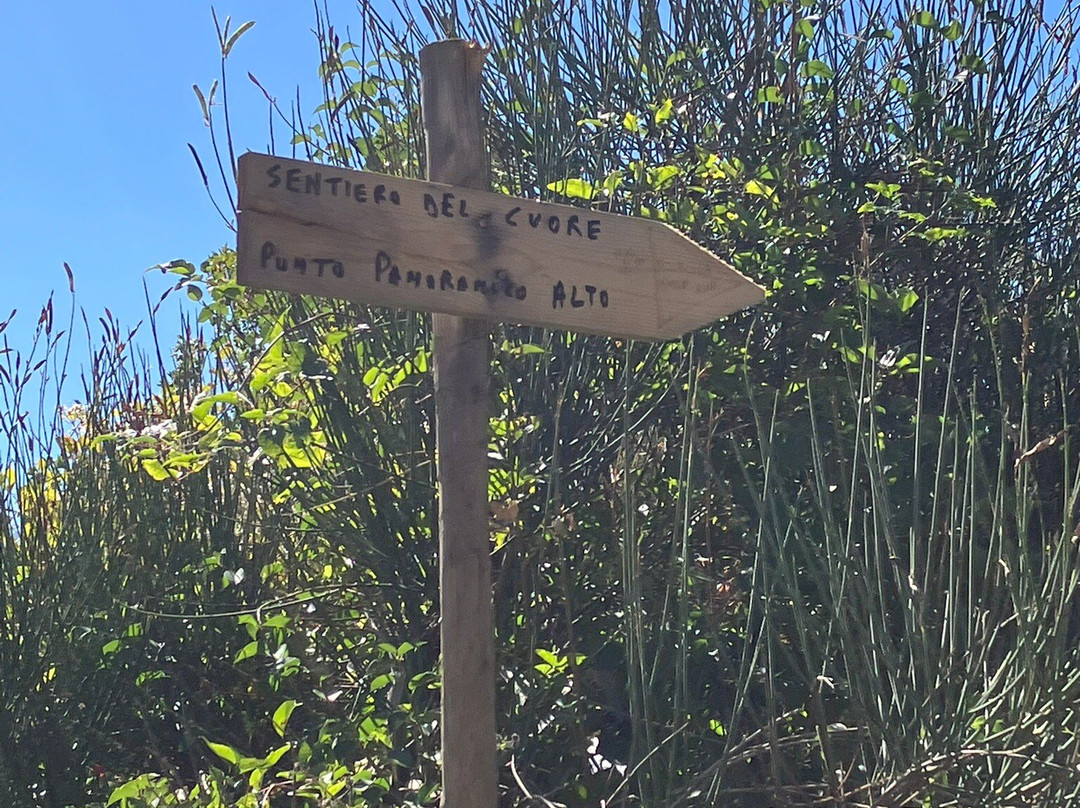 SENTIERO DEL CUORE
PUNTO PANORAMICO ALTO